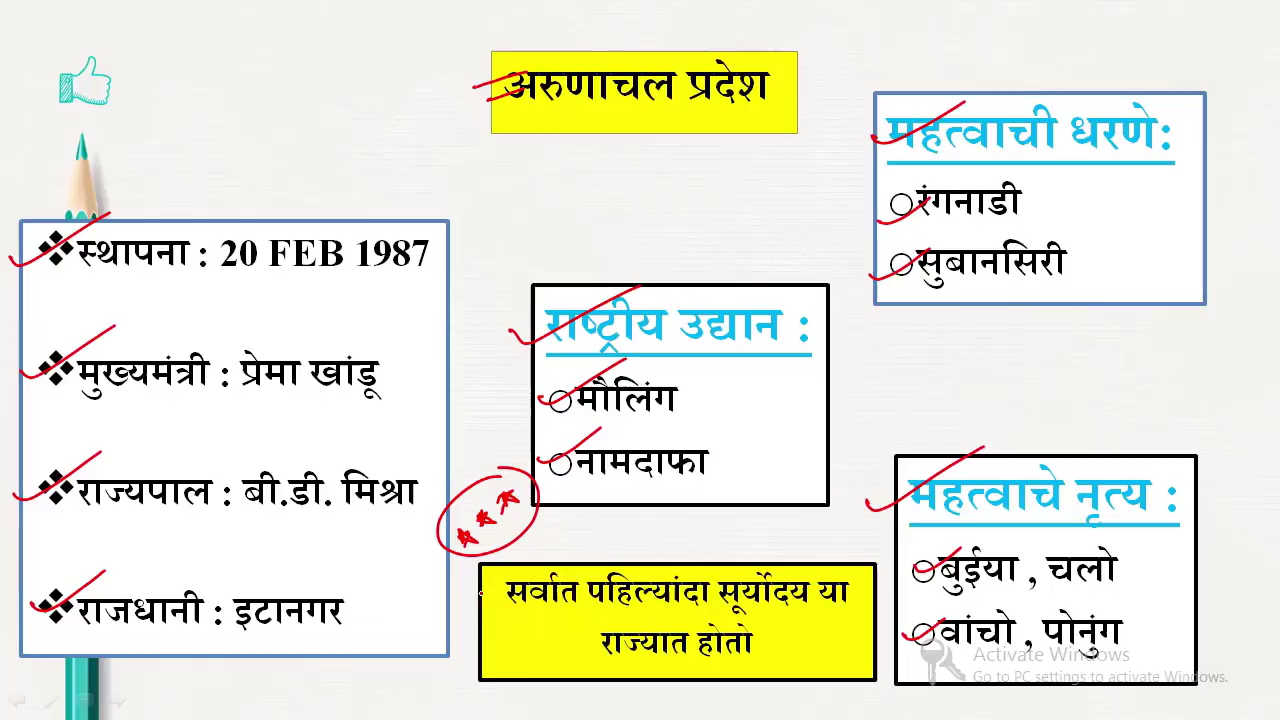 अरुणाचल प्रदेश
स्थापना : 20 FEB 1987
मुख्यमंत्री : प्रेमा खांडू
राज्यपाल : बी.डी. मिश्रा
राजधानी : इटानगर
राष्ट्रीय उद्यान :
मौलिंग
नामदाफा
सर्वात पहिल्यांदा सूर्योदय या
राज्यात होतो
महत्वाची धरणे:
रंगनाडी
सुबानसिरी
महत्वाचे नृत्य :
बुईया , चलो
वांचो , पोनुंग
Activate Windows
Go to PC settings to activate Windows.